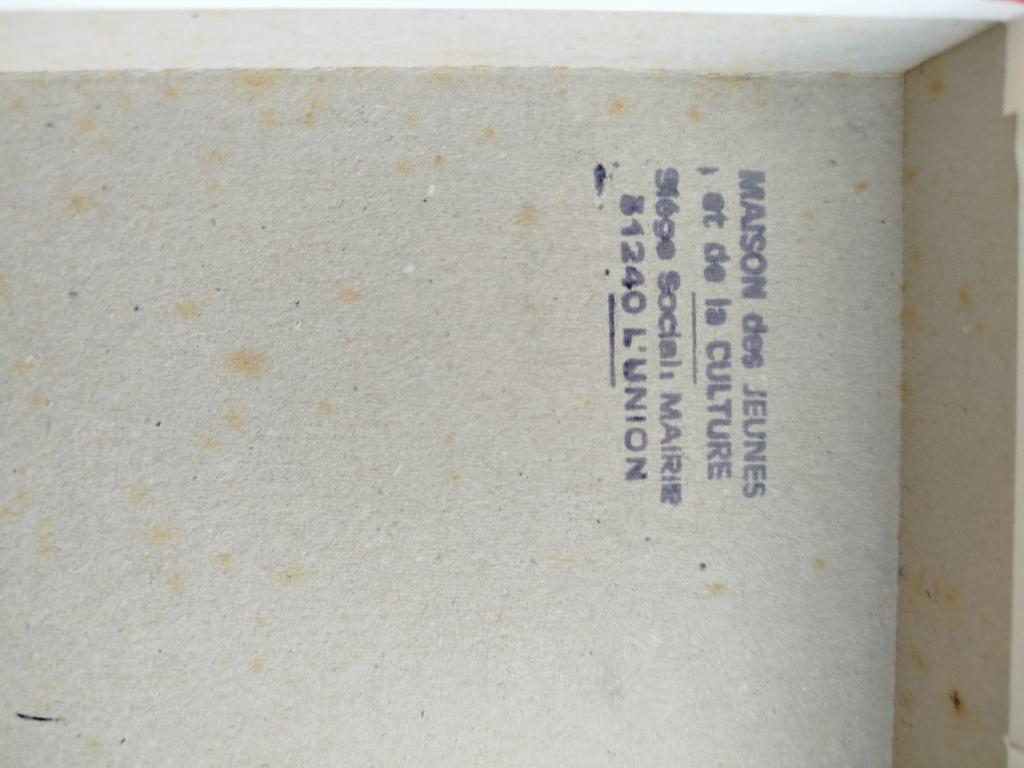 MAISON des JEUNES
et de la CULTURE
Siège Social: MAIRIE
31240 L'UNION